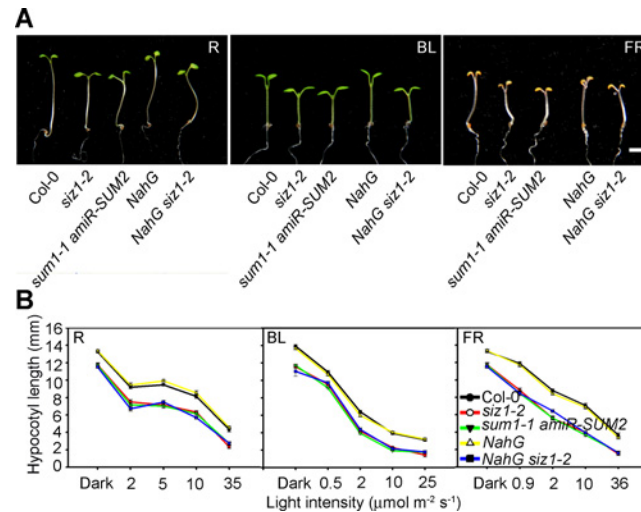 A
R
BL
FR
Col-0
siz1-2
sum1-1 amiR-SUM2
NahG
NahG siz1-2
Col-0
siz1-2
sum1-1 amiR-SUM2
NahG
NahG siz1-2
Col-0
siz1-2
sum1-1 amiR-SUM2
NahG
NahG siz1-2
B
Hypocotyl length (mm)
16
14
12
10
8
6
4
2
0
R
BL
FR
Col-0
siz1-2
sum1-1 amiR-SUM2
NahG
NahG siz1-2
Dark 2 5 10 35
Dark 0.5 2 10 25
Dark 0.9 2 10 36
Light intensity (μmol m⁻² s⁻¹)